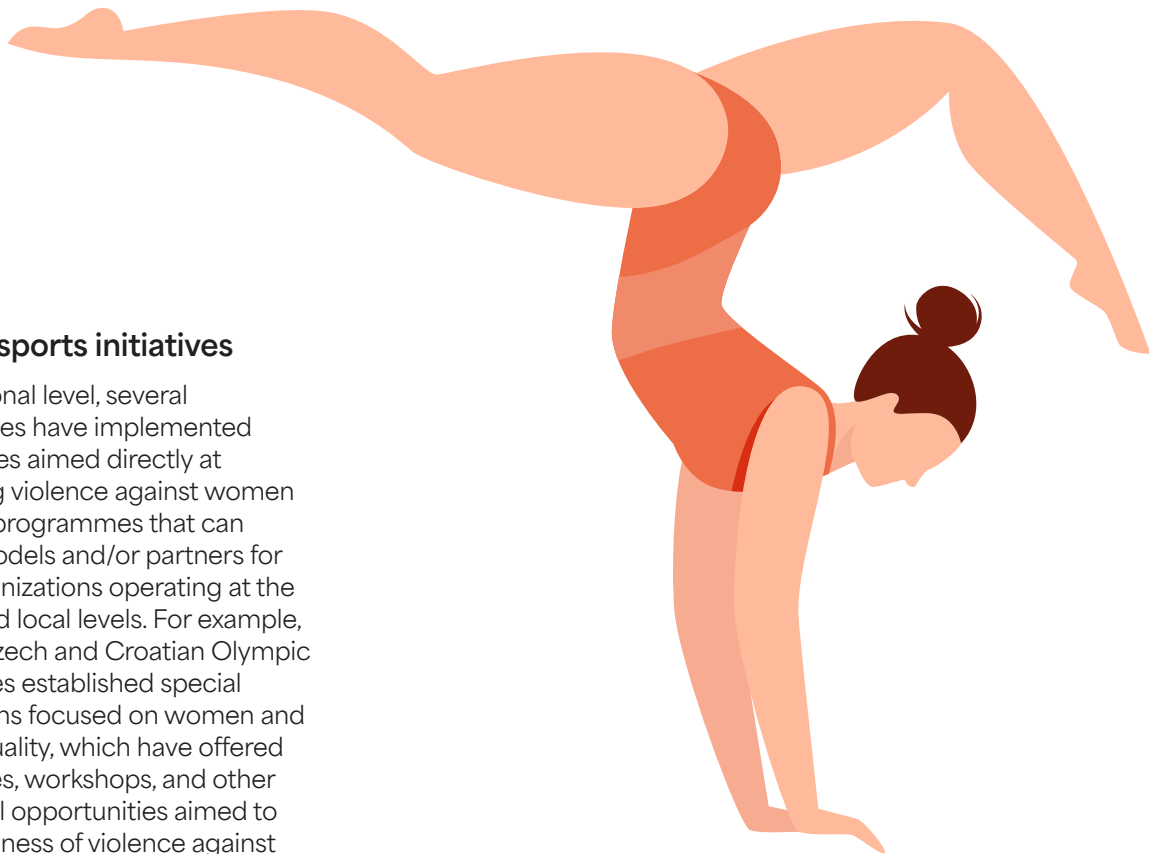 sports initiatives
onal level, several
es have implemented
es aimed directly at
g violence against women
programmes that can
odels and/or partners for
nizations operating at the
d local levels. For example,
zech and Croatian Olympic
es established special
ns focused on women and
uality, which have offered
es, workshops, and other
l opportunities aimed to
ness of violence against